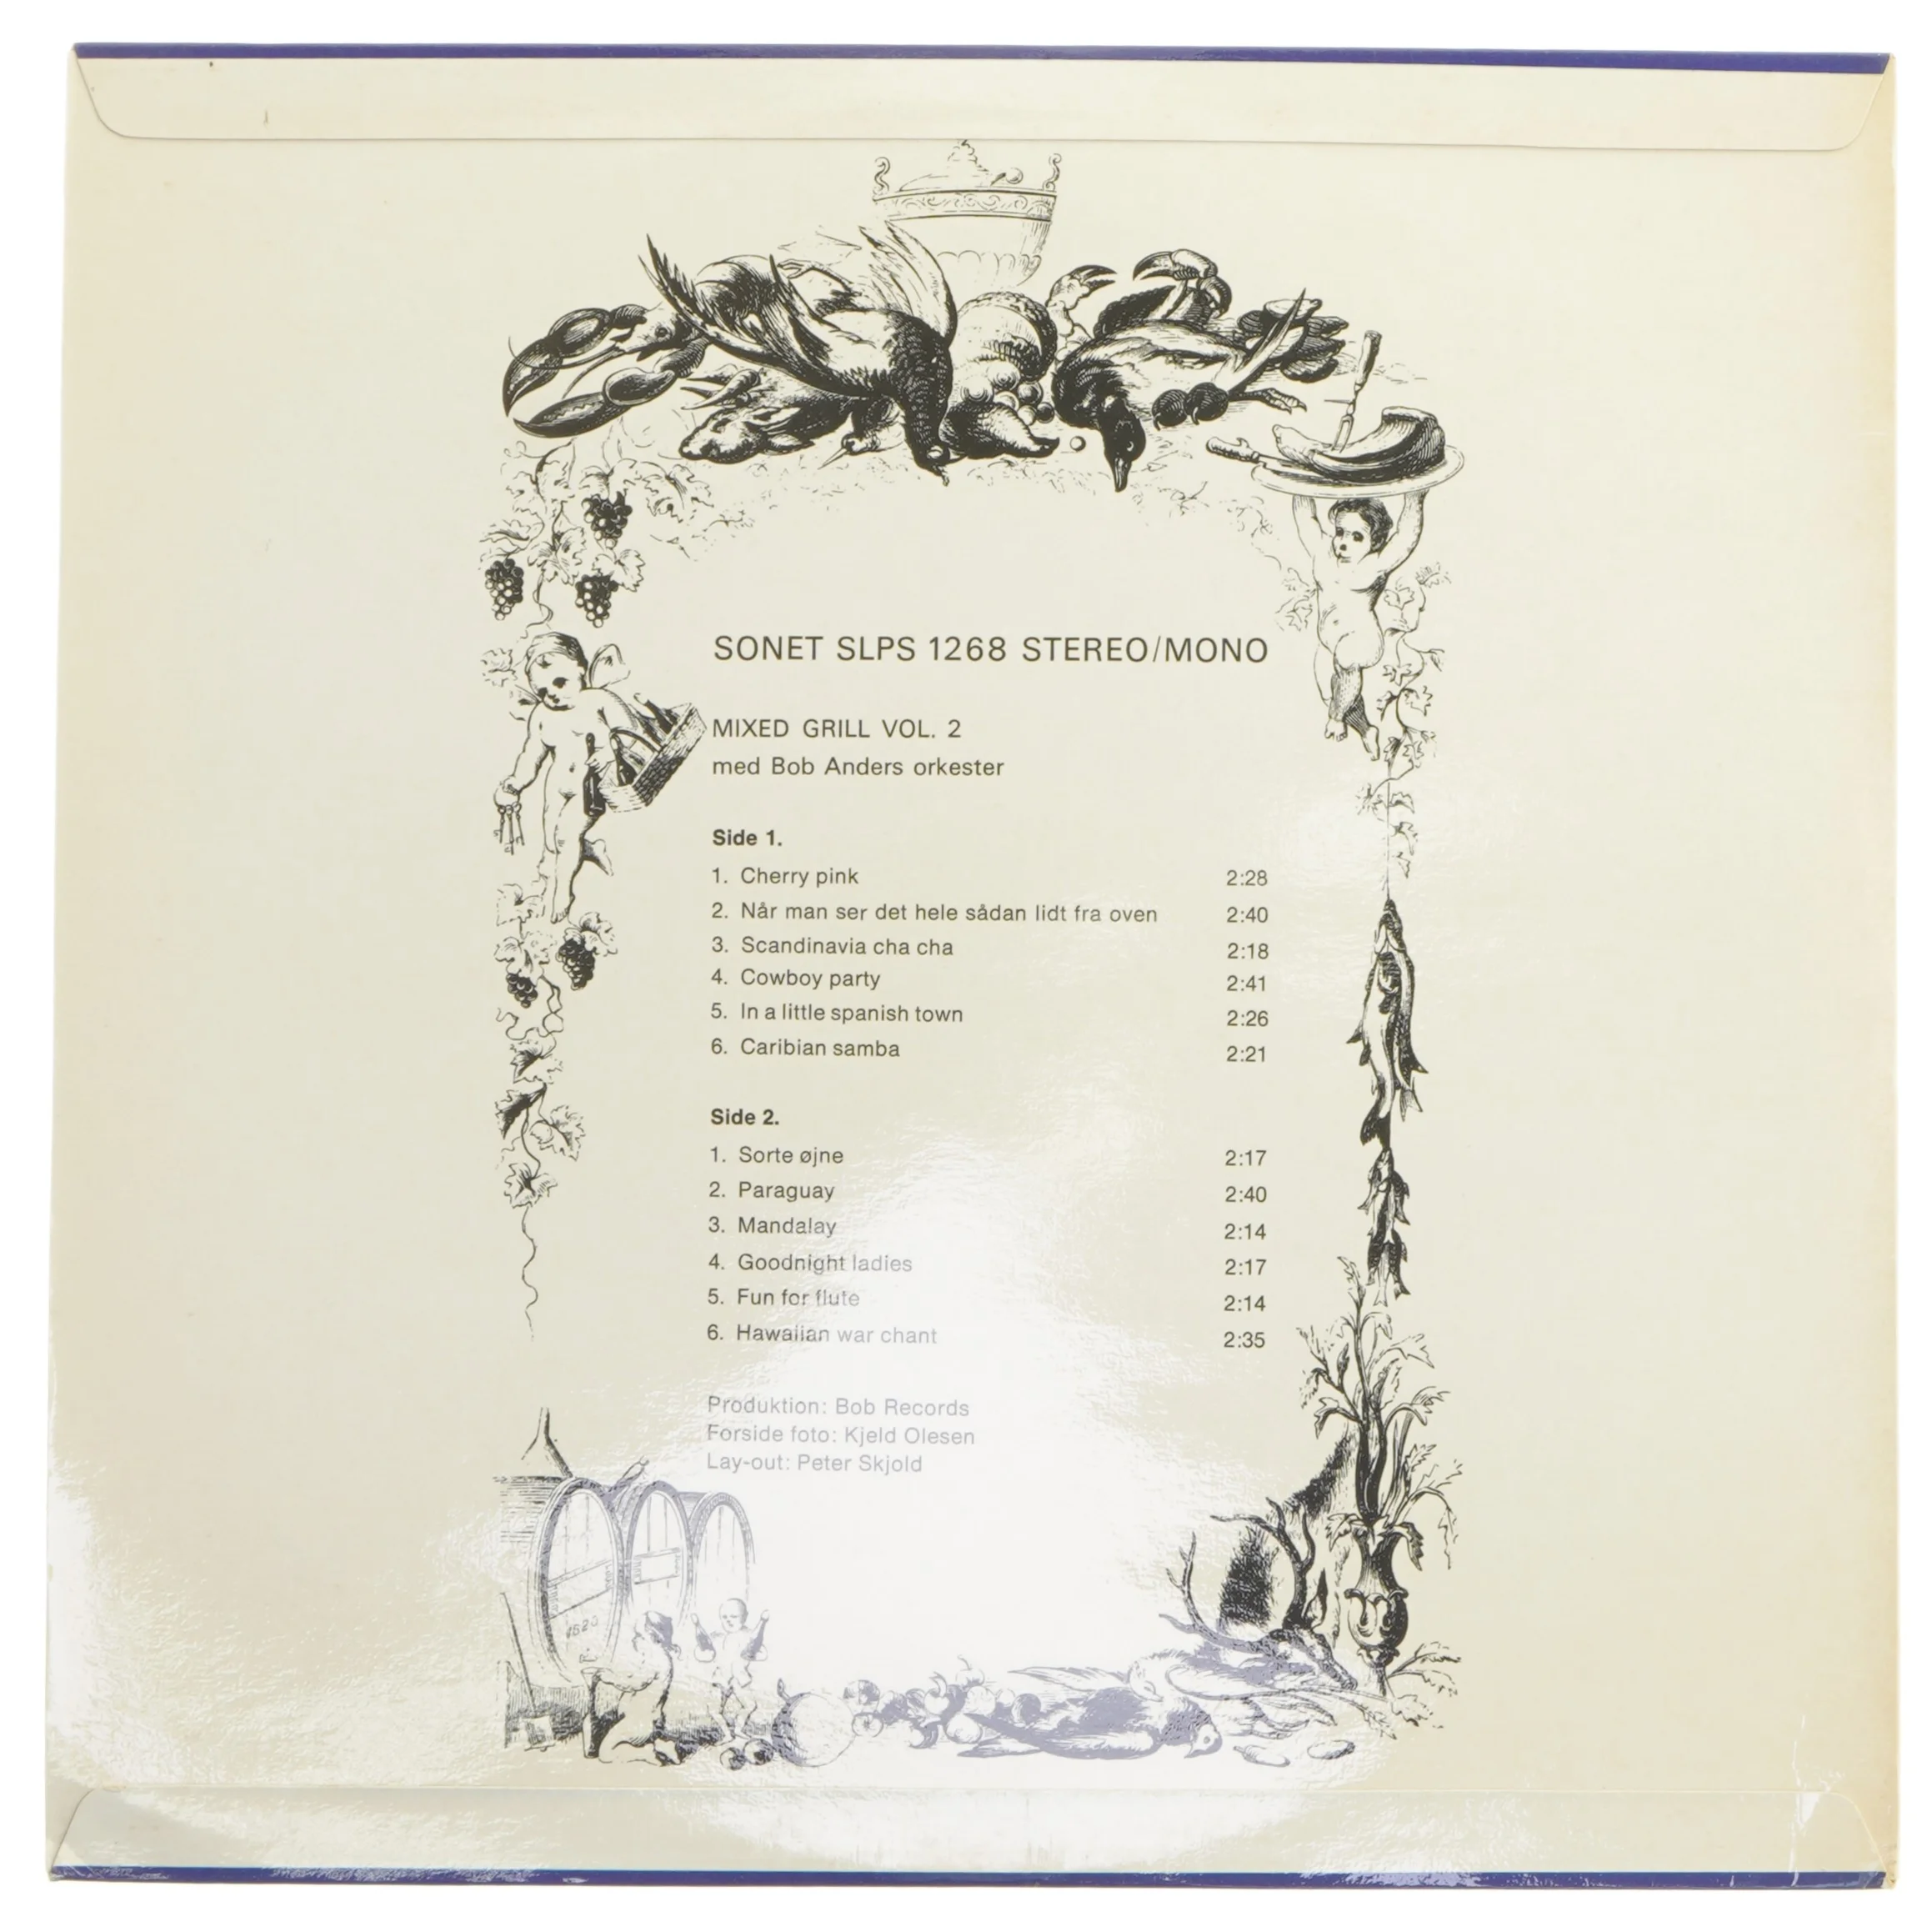 SONET SLPS 1268 STEREO/MONO
MIXED GRILL VOL. 2
med Bob Anders orkester
Side 1.
1. Cherry pink 2:28
2. Når man ser det hele sådan lidt fra oven 2:40
3. Scandinavia cha cha 2:18
4. Cowboy party 2:41
5. In a little spanish town 2:26
6. Caribian samba 2:21
Side 2.
1. Sorte øjne 2:17
2. Paraguay 2:40
3. Mandalay 2:14
4. Goodnight ladies 2:17
5. Fun for flute 2:14
6. Hawaiian war chant 2:35
Produktion: Bob Records
Forside foto: Kjeld Olesen
Lay-out: Peter Skjold